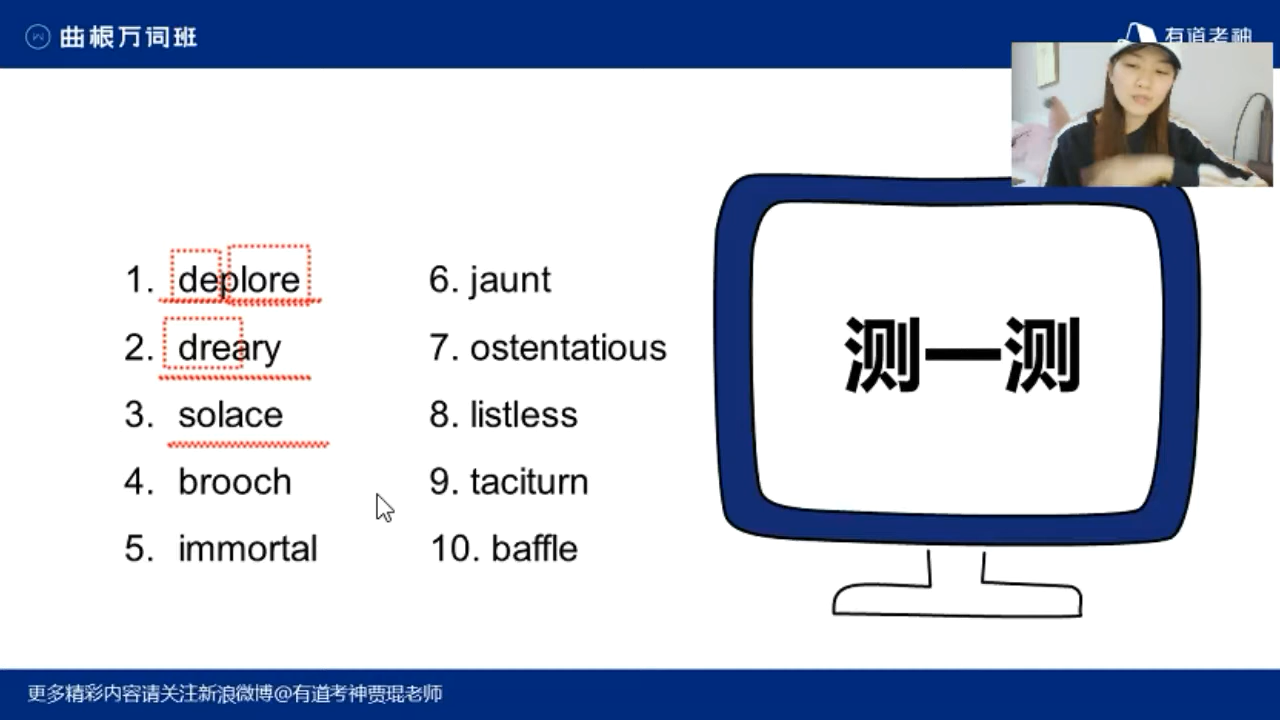 曲根万词班
有道考神
1. deplore
2. dreary
3. solace
4. brooch
5. immortal
6. jaunt
7. ostentatious
8. listless
9. taciturn
10. baffle
测一测
更多精彩内容请关注新浪微博@有道考神贾琨老师